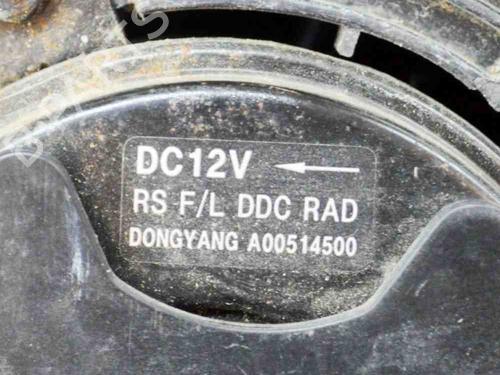 DC12V ←
RS F/L DDC RAD
DONGYANG A00514500